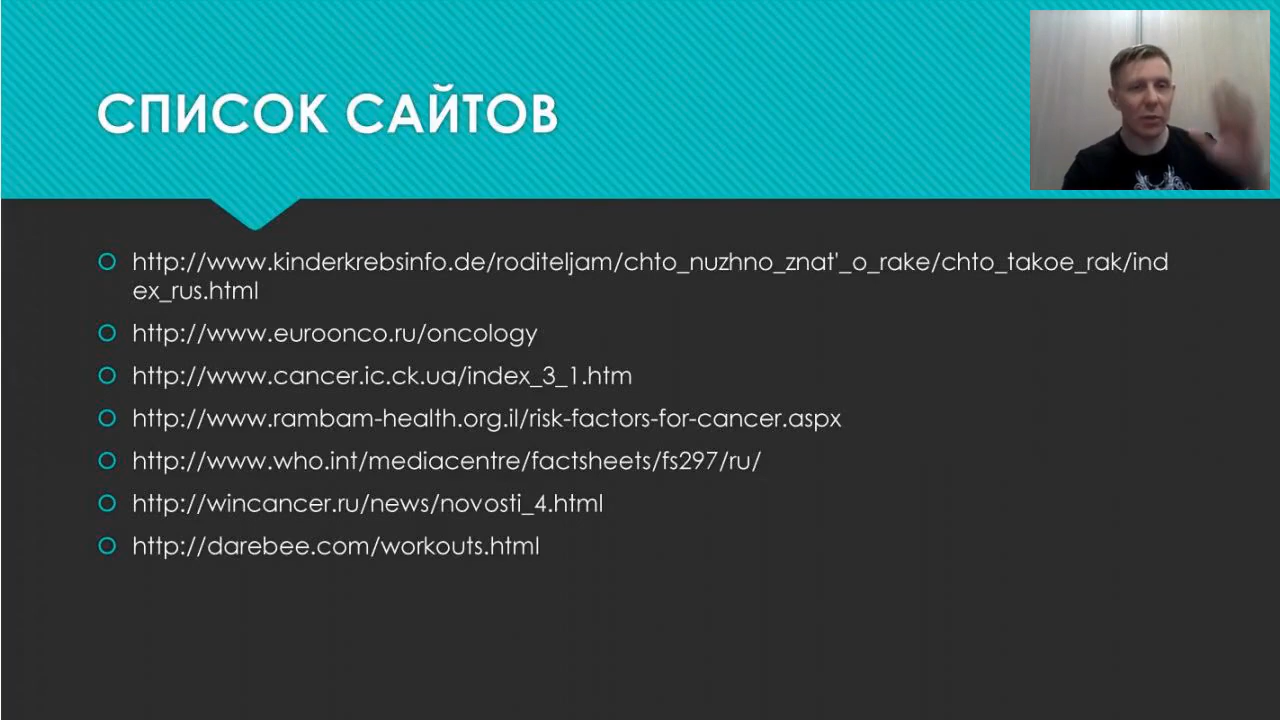 СПИСОК САЙТОВ
http://www.kinderkrebsinfo.de/roditeljam/chto_nuzhno_znat'_o_rake/chto_takoe_rak/ind
ex_rus.html
http://www.euroonco.ru/oncology
http://www.cancer.ic.ck.ua/index_3_1.htm
http://www.rambam-health.org.il/risk-factors-for-cancer.aspx
http://www.who.int/mediacentre/factsheets/fs297/ru/
http://wincancer.ru/news/novosti_4.html
http://darebee.com/workouts.html